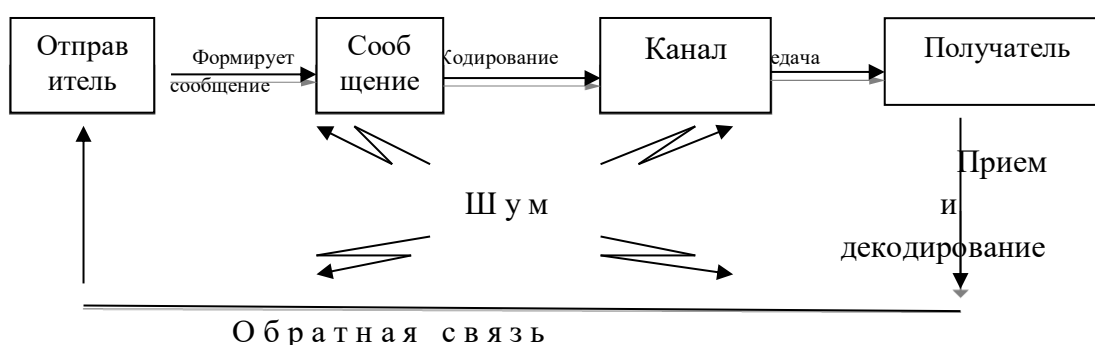 Отправ
итель
Формирует
сообщение
Сооб
щение
Кодирование
Канал
едача
Получатель
Ш у м
Прием
и
декодирование
О б р а т н а я с в я з ь